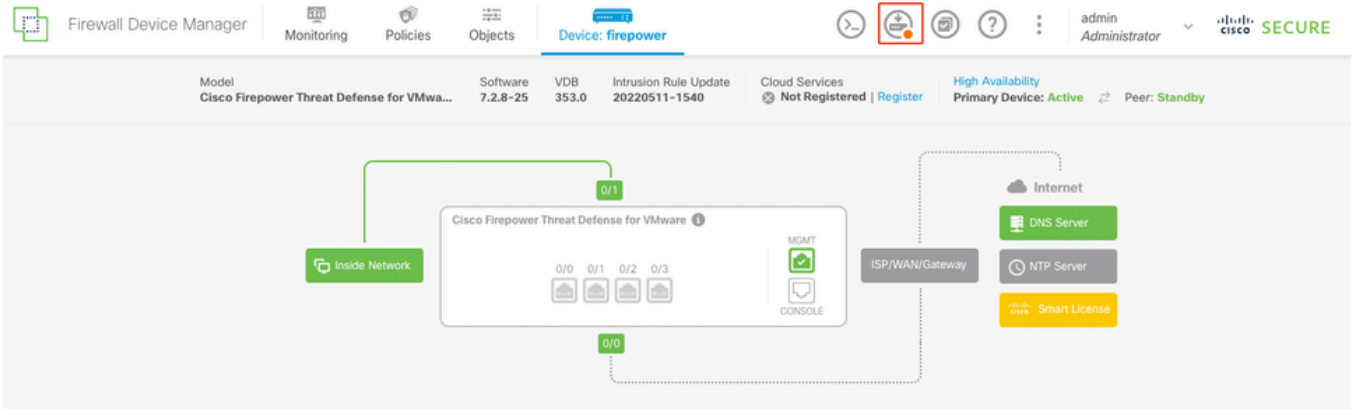 Firewall Device Manager
Monitoring
Policies
Objects
Device: firepower
admin
Administrator
cisco SECURE
Model
Cisco Firepower Threat Defense for VMwa...
Software
7.2.8-25
VDB
353.0
Intrusion Rule Update
20220511-1540
Cloud Services
Not Registered | Register
High Availability
Primary Device: Active
Peer: Standby
0/1
Internet
Cisco Firepower Threat Defense for VMware
DNS Server
MGMT
Inside Network
0/0 0/1 0/2 0/3
ISP/WAN/Gateway
NTP Server
CONSOLE
cisco Smart License
0/0